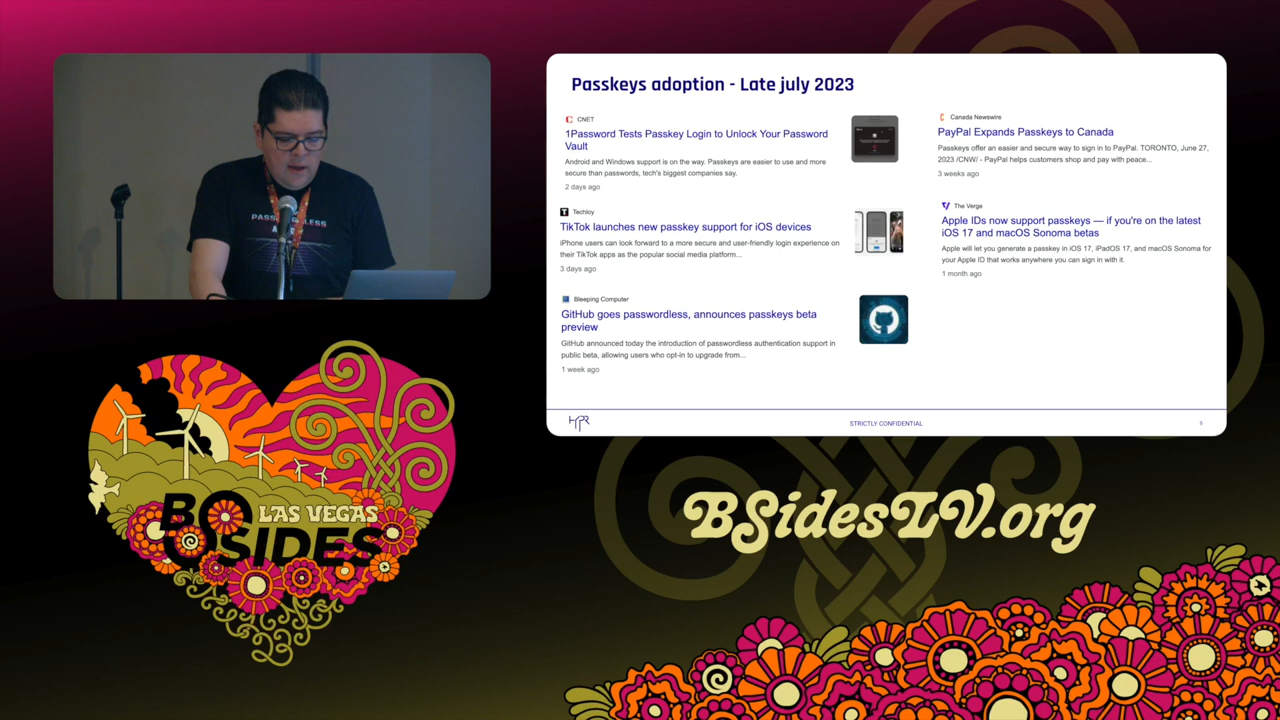 Passkeys adoption - Late july 2023
CNET
1Password Tests Passkey Login to Unlock Your Password
Vault
Android and Windows support is on the way. Passkeys are easier to use and more
secure than passwords, tech's biggest companies say.
2 days ago
Techloy
TikTok launches new passkey support for iOS devices
iPhone users can look forward to a more secure and user-friendly login experience on
their TikTok apps as the popular social media platform...
3 days ago
Bleeping Computer
GitHub goes passwordless, announces passkeys beta
preview
GitHub announced today the introduction of passwordless authentication support in
public beta, allowing users who opt-in to upgrade from...
1 week ago
Canada Newswire
PayPal Expands Passkeys to Canada
Passkeys offer an easier and secure way to sign in to PayPal. TORONTO, June 27,
2023 /CNW/ - PayPal helps customers shop and pay with peace...
3 weeks ago
The Verge
Apple IDs now support passkeys — if you're on the latest
iOS 17 and macOS Sonoma betas
Apple will let you generate a passkey in iOS 17, iPadOS 17, and macOS Sonoma for
your Apple ID that works anywhere you can sign in with it.
1 month ago
HYPR
STRICTLY CONFIDENTIAL
LAS VEGAS
BSIDES
23
BSidesLV.org